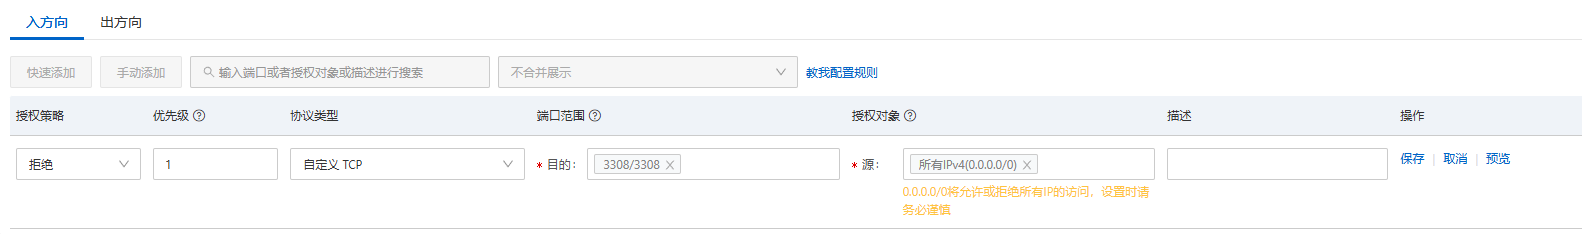 入方向 出方向
快速添加 手动添加 输入端口或者授权对象或描述进行搜索 不合并展示 教我配置规则
授权策略 优先级 协议类型 端口范围 授权对象 描述 操作
拒绝 1 自定义 TCP * 目的: 3308/3308 × * 源: 所有IPv4(0.0.0.0/0) × 保存 | 取消 | 预览
0.0.0.0/0将允许或拒绝所有IP的访问，设置时请
务必谨慎